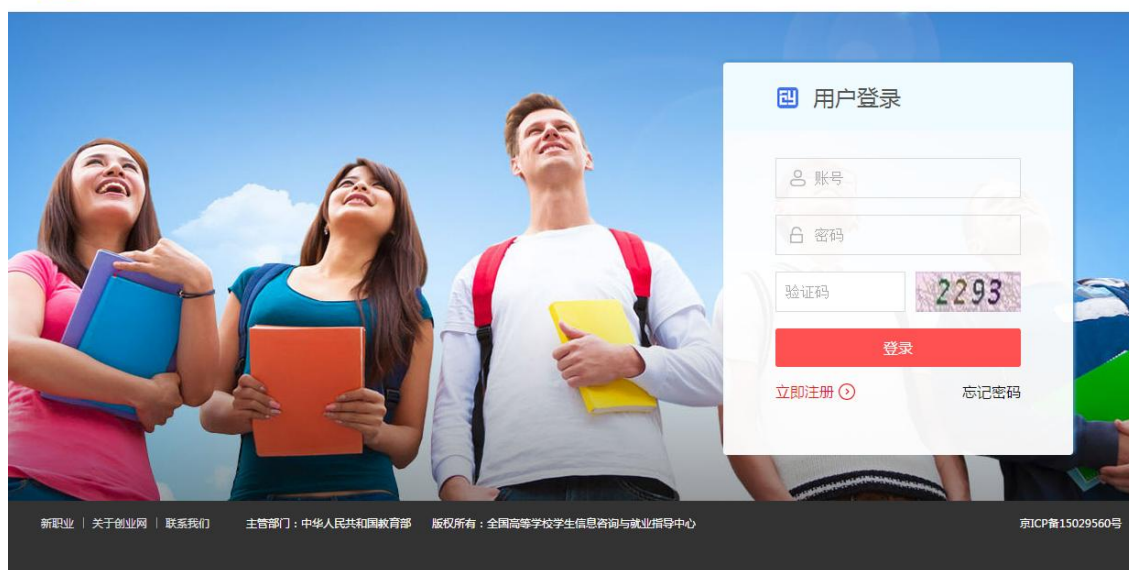 用户登录
账号
密码
验证码 2293
登录
立即注册 忘记密码
新职业 | 关于创业网 | 联系我们 主管部门：中华人民共和国教育部 版权所有：全国高等学校学生信息咨询与就业指导中心 京ICP备15029560号